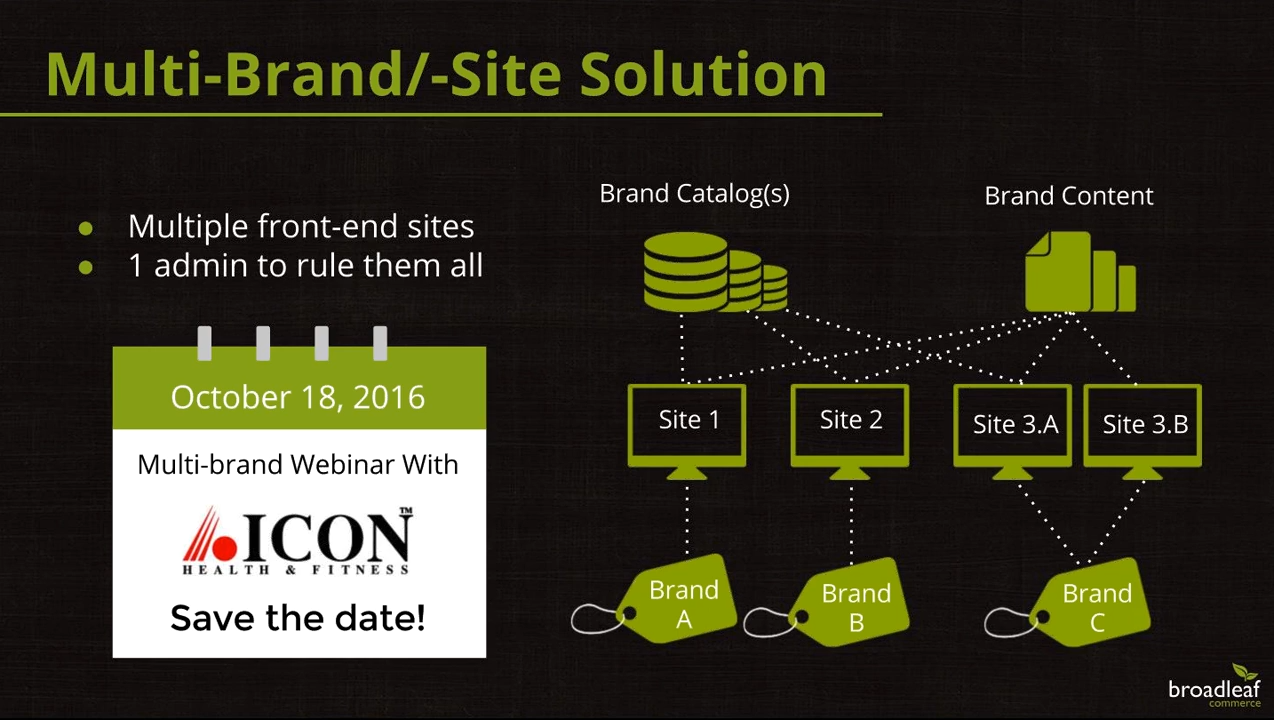 Multi-Brand/-Site Solution
● Multiple front-end sites
● 1 admin to rule them all
October 18, 2016
Multi-brand Webinar With
ICON™
HEALTH & FITNESS
Save the date!
Brand Catalog(s)
Brand Content
Site 1
Site 2
Site 3.A
Site 3.B
Brand
A
Brand
B
Brand
C
broadleaf
commerce